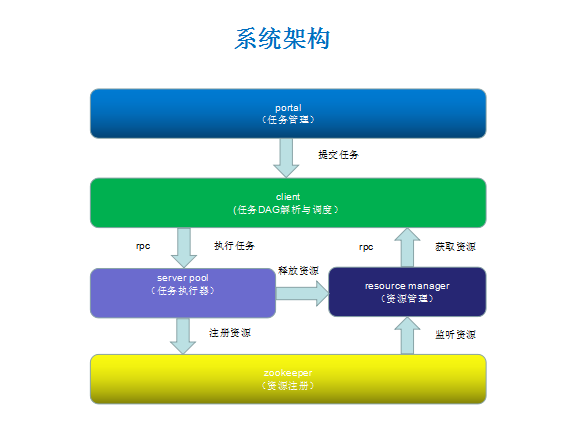 系统架构
portal
（任务管理）
提交任务
client
(任务DAG解析与调度)
rpc
执行任务
rpc
获取资源
server pool
（任务执行器）
释放资源
resource manager
（资源管理）
注册资源
监听资源
zookeeper
（资源注册）